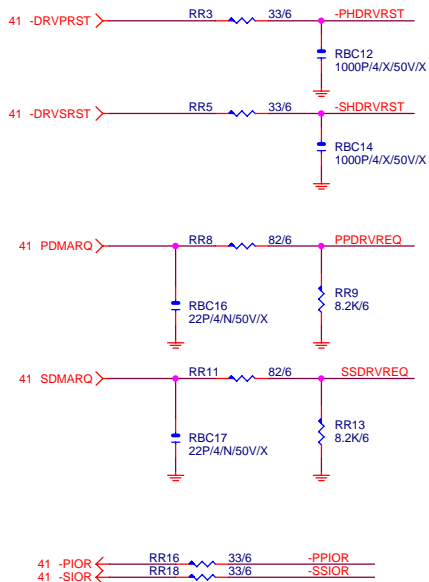 41 -DRVPRST RR3 33/6 -PHDRVRST
RBC12
1000P/4/X/50V/X
41 -DRVSRST RR5 33/6 -SHDRVRST
RBC14
1000P/4/X/50V/X
41 PDMARQ RR8 82/6 PPDRVREQ
RBC16
22P/4/N/50V/X
RR9
8.2K/6
41 SDMARQ RR11 82/6 SSDRVREQ
RBC17
22P/4/N/50V/X
RR13
8.2K/6
41 -PIOR RR16 33/6 -PPIOR
41 -SIOR RR18 33/6 -SSIOR